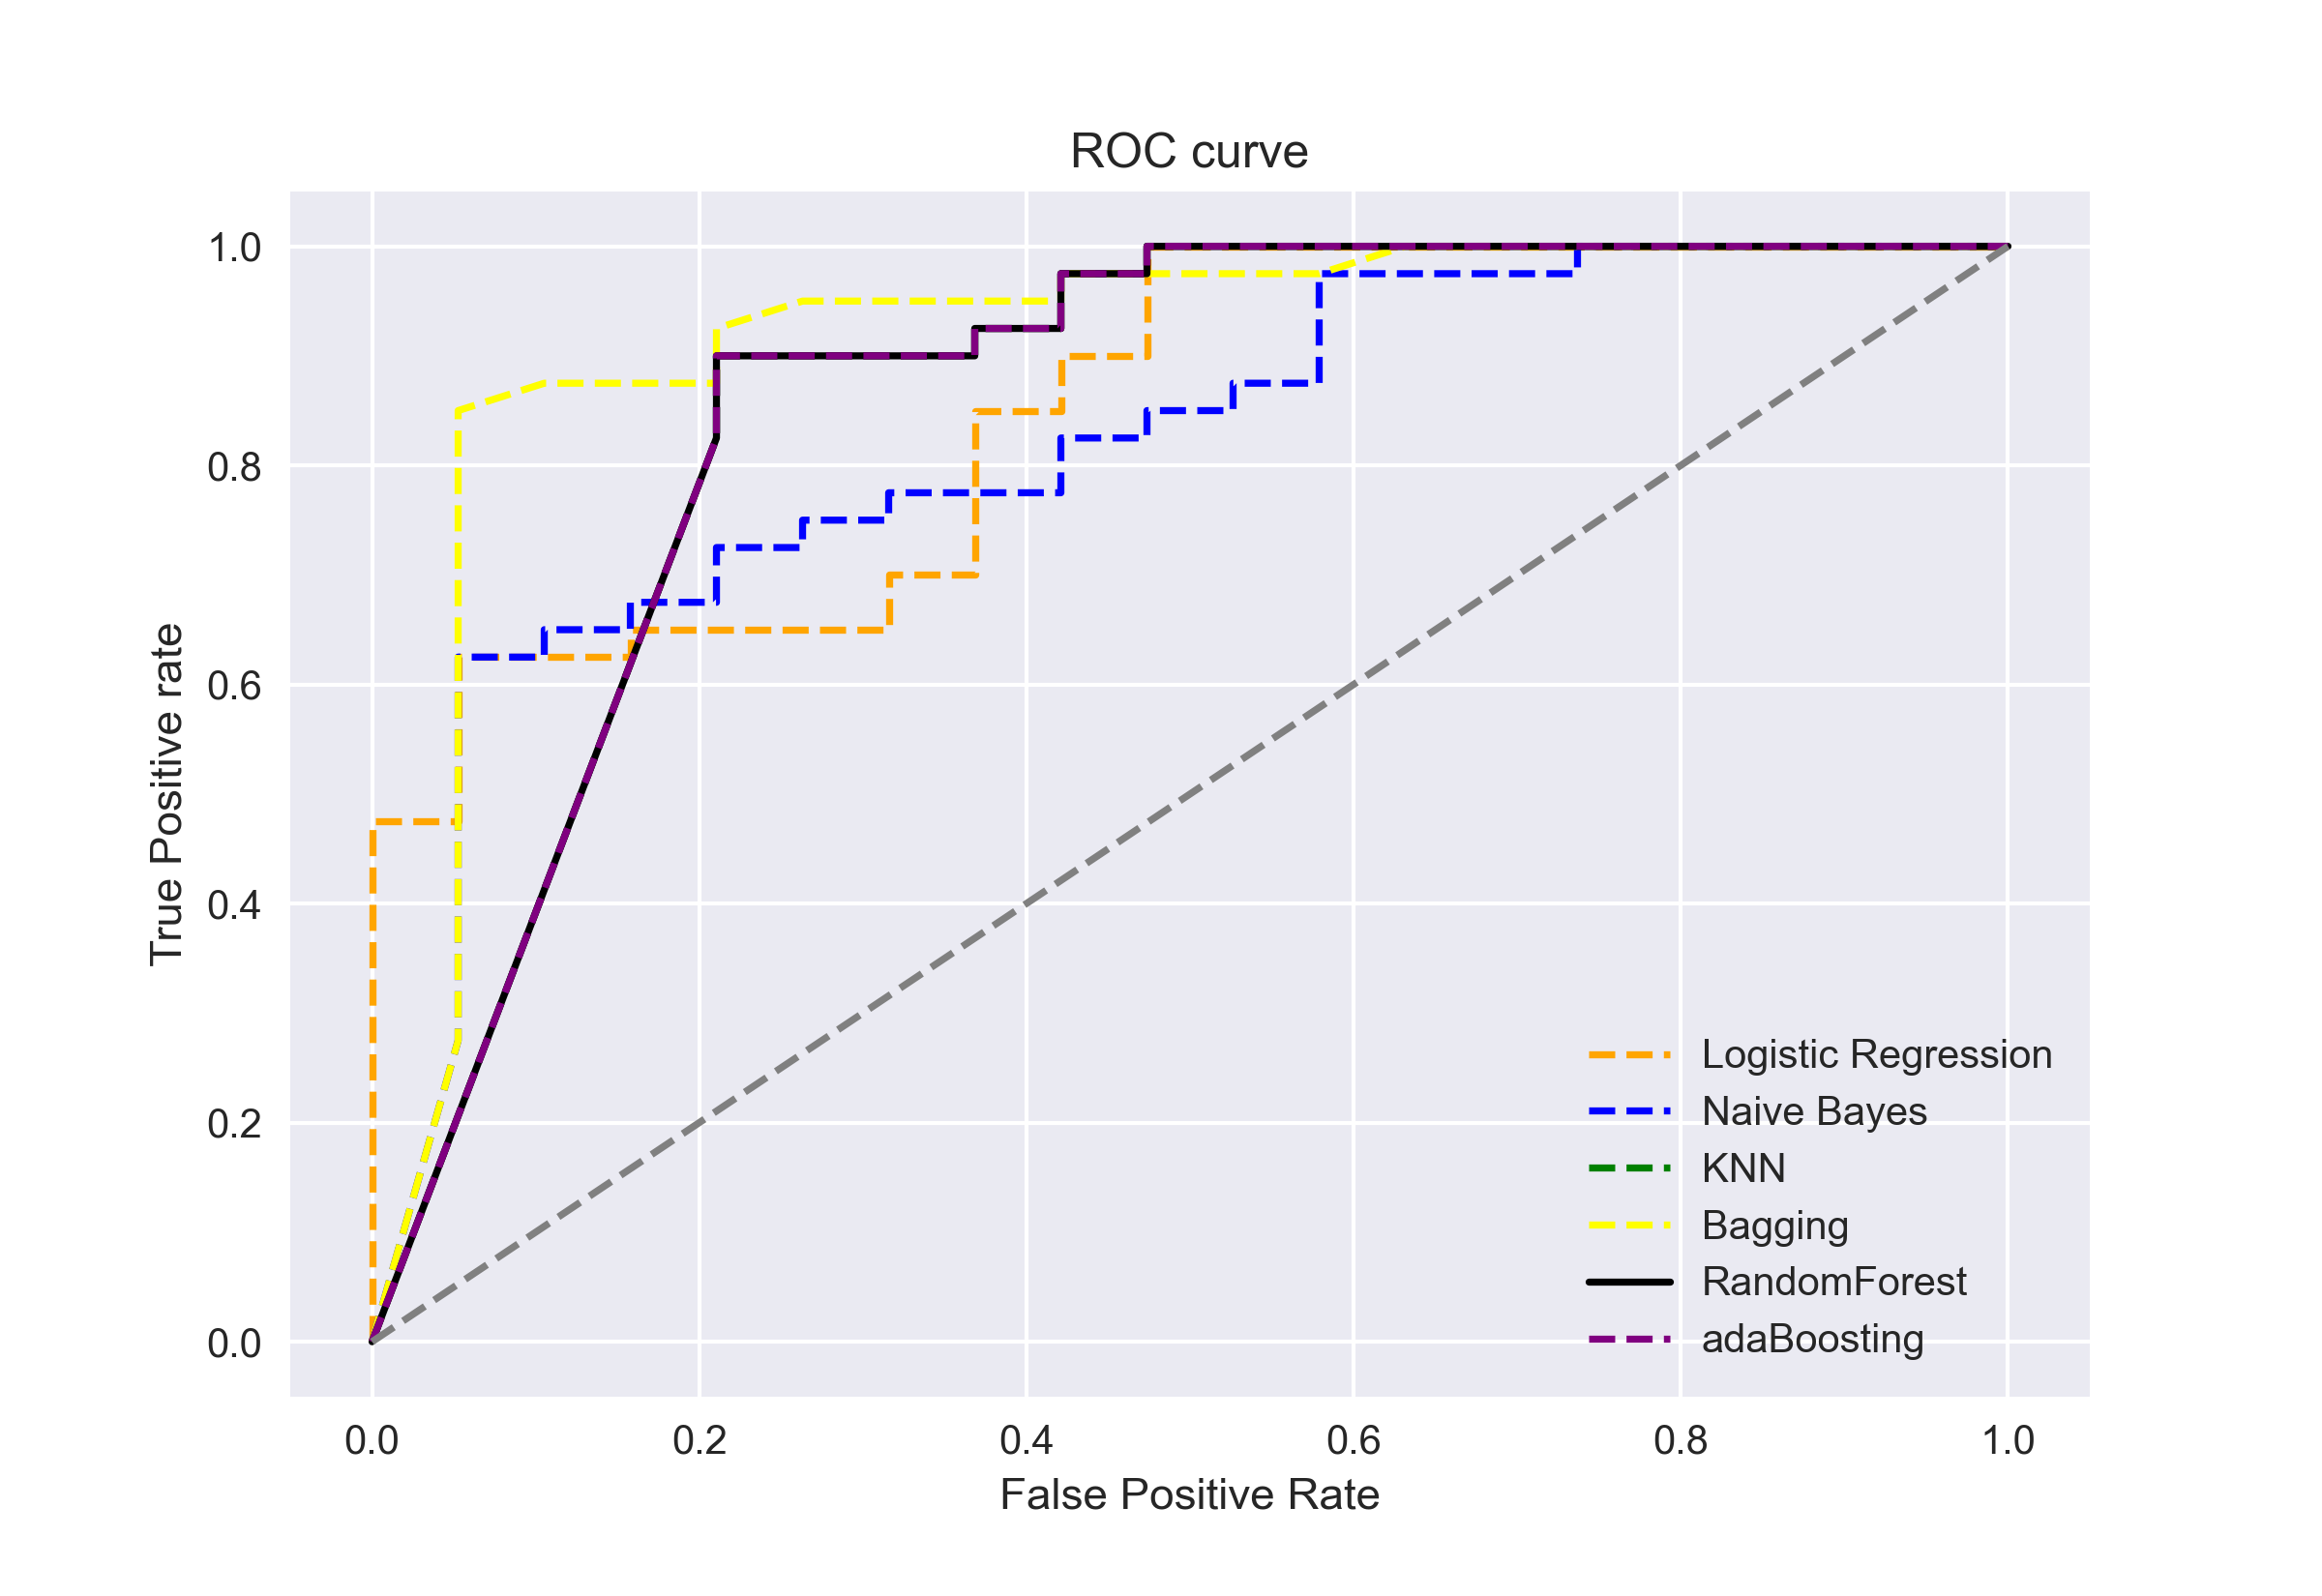 ROC curve
1.0
0.8
0.6
0.4
0.2
0.0
True Positive rate
Logistic Regression
Naive Bayes
KNN
Bagging
RandomForest
adaBoosting
0.0 0.2 0.4 0.6 0.8 1.0
False Positive Rate